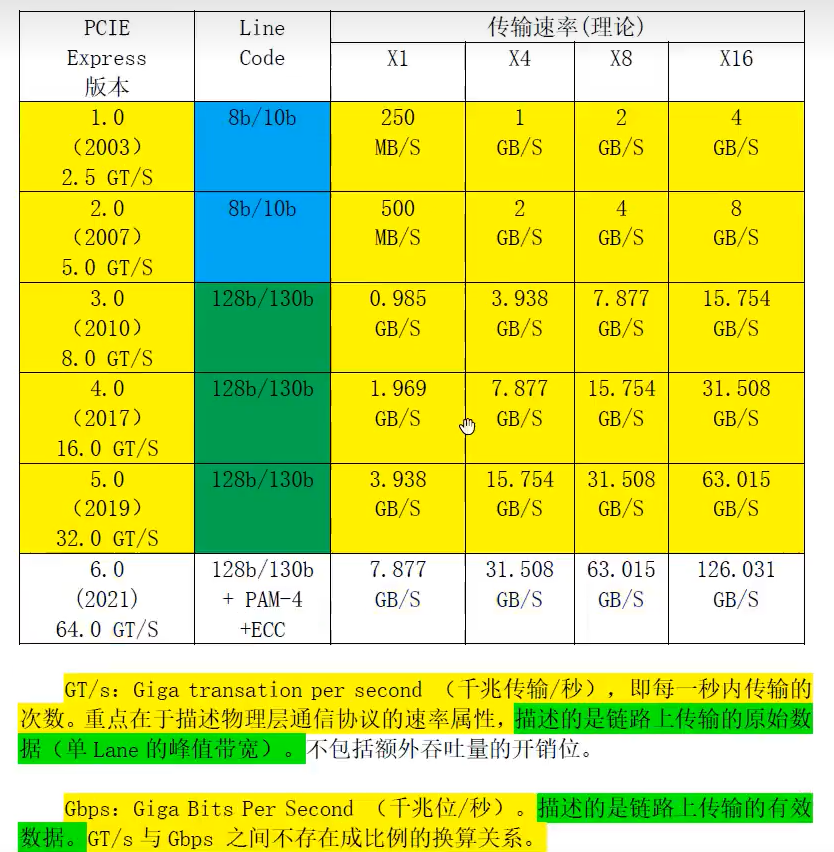 PCIE Express 版本 Line Code 传输速率(理论)
X1 X4 X8 X16
1.0 (2003) 2.5 GT/S 8b/10b 250 MB/S 1 GB/S 2 GB/S 4 GB/S
2.0 (2007) 5.0 GT/S 8b/10b 500 MB/S 2 GB/S 4 GB/S 8 GB/S
3.0 (2010) 8.0 GT/S 128b/130b 0.985 GB/S 3.938 GB/S 7.877 GB/S 15.754 GB/S
4.0 (2017) 16.0 GT/S 128b/130b 1.969 GB/S 7.877 GB/S 15.754 GB/S 31.508 GB/S
5.0 (2019) 32.0 GT/S 128b/130b 3.938 GB/S 15.754 GB/S 31.508 GB/S 63.015 GB/S
6.0 (2021) 64.0 GT/S 128b/130b + PAM-4 +ECC 7.877 GB/S 31.508 GB/S 63.015 GB/S 126.031 GB/S
GT/s: Giga transation per second （千兆传输/秒），即每一秒内传输的
次数。重点在于描述物理层通信协议的速率属性，描述的是链路上传输的原始数
据（单 Lane 的峰值带宽）。不包括额外吞吐量的开销位。
Gbps: Giga Bits Per Second （千兆位/秒）。描述的是链路上传输的有效
数据。GT/s 与 Gbps 之间不存在成比例的换算关系。